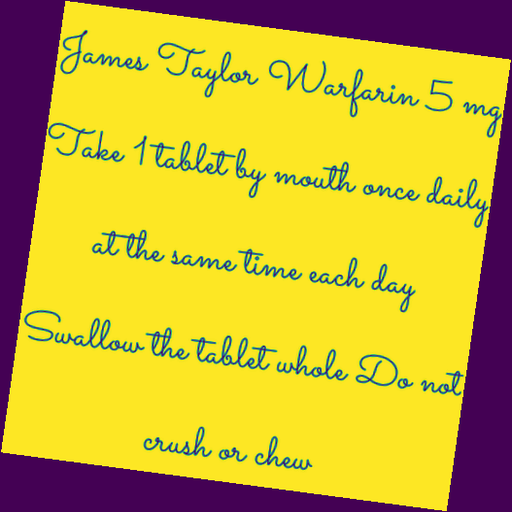 James Taylor Warfarin 5 mg
Take 1 tablet by mouth once daily
at the same time each day
Swallow the tablet whole Do not
crush or chew